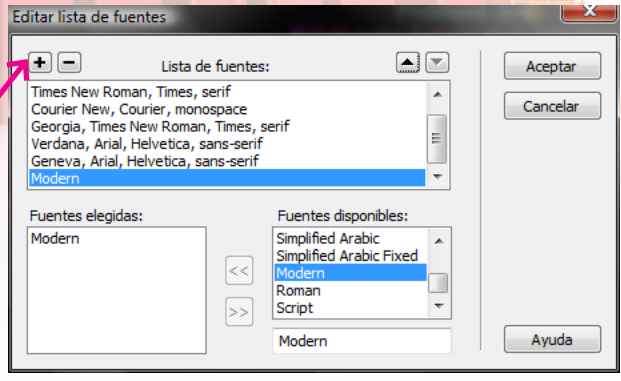 Editar lista de fuentes
Lista de fuentes:
Aceptar
Times New Roman, Times, serif
Courier New, Courier, monospace
Georgia, Times New Roman, Times, serif
Verdana, Arial, Helvetica, sans-serif
Geneva, Arial, Helvetica, sans-serif
Modern
Cancelar
Fuentes elegidas:
Modern
<<
>>
Fuentes disponibles:
Simplified Arabic
Simplified Arabic Fixed
Modern
Roman
Script
Modern
Ayuda